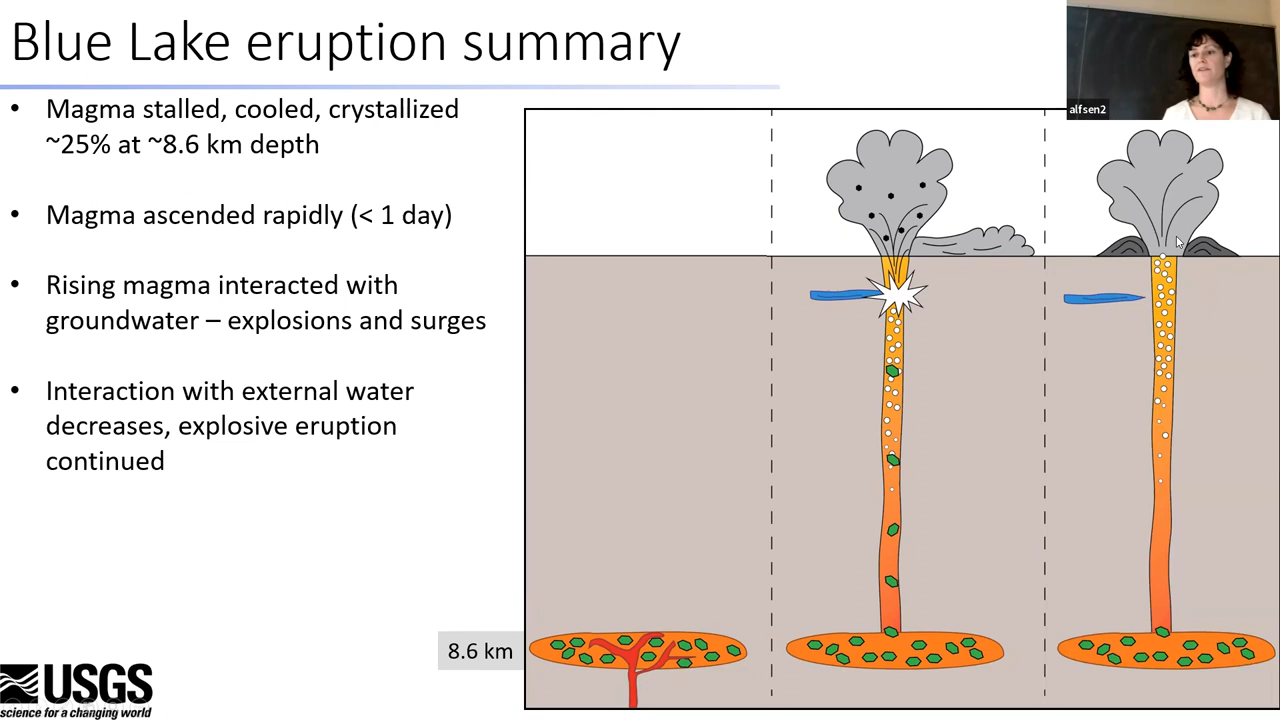 Blue Lake eruption summary
alfsen2
• Magma stalled, cooled, crystallized
~25% at ~8.6 km depth
• Magma ascended rapidly (< 1 day)
• Rising magma interacted with
groundwater – explosions and surges
• Interaction with external water
decreases, explosive eruption
continued
8.6 km
USGS
science for a changing world